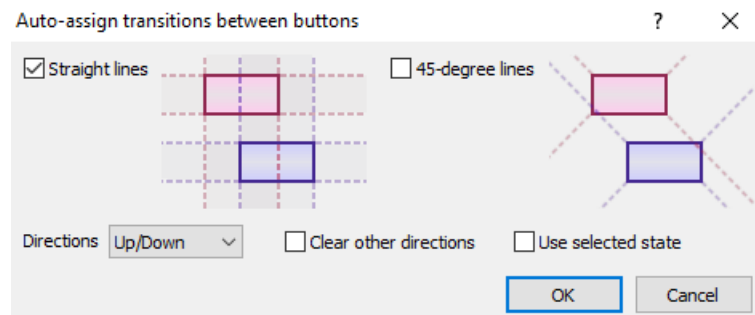 Auto-assign transitions between buttons ?
Straight lines 45-degree lines
Directions Up/Down Clear other directions Use selected state
OK Cancel